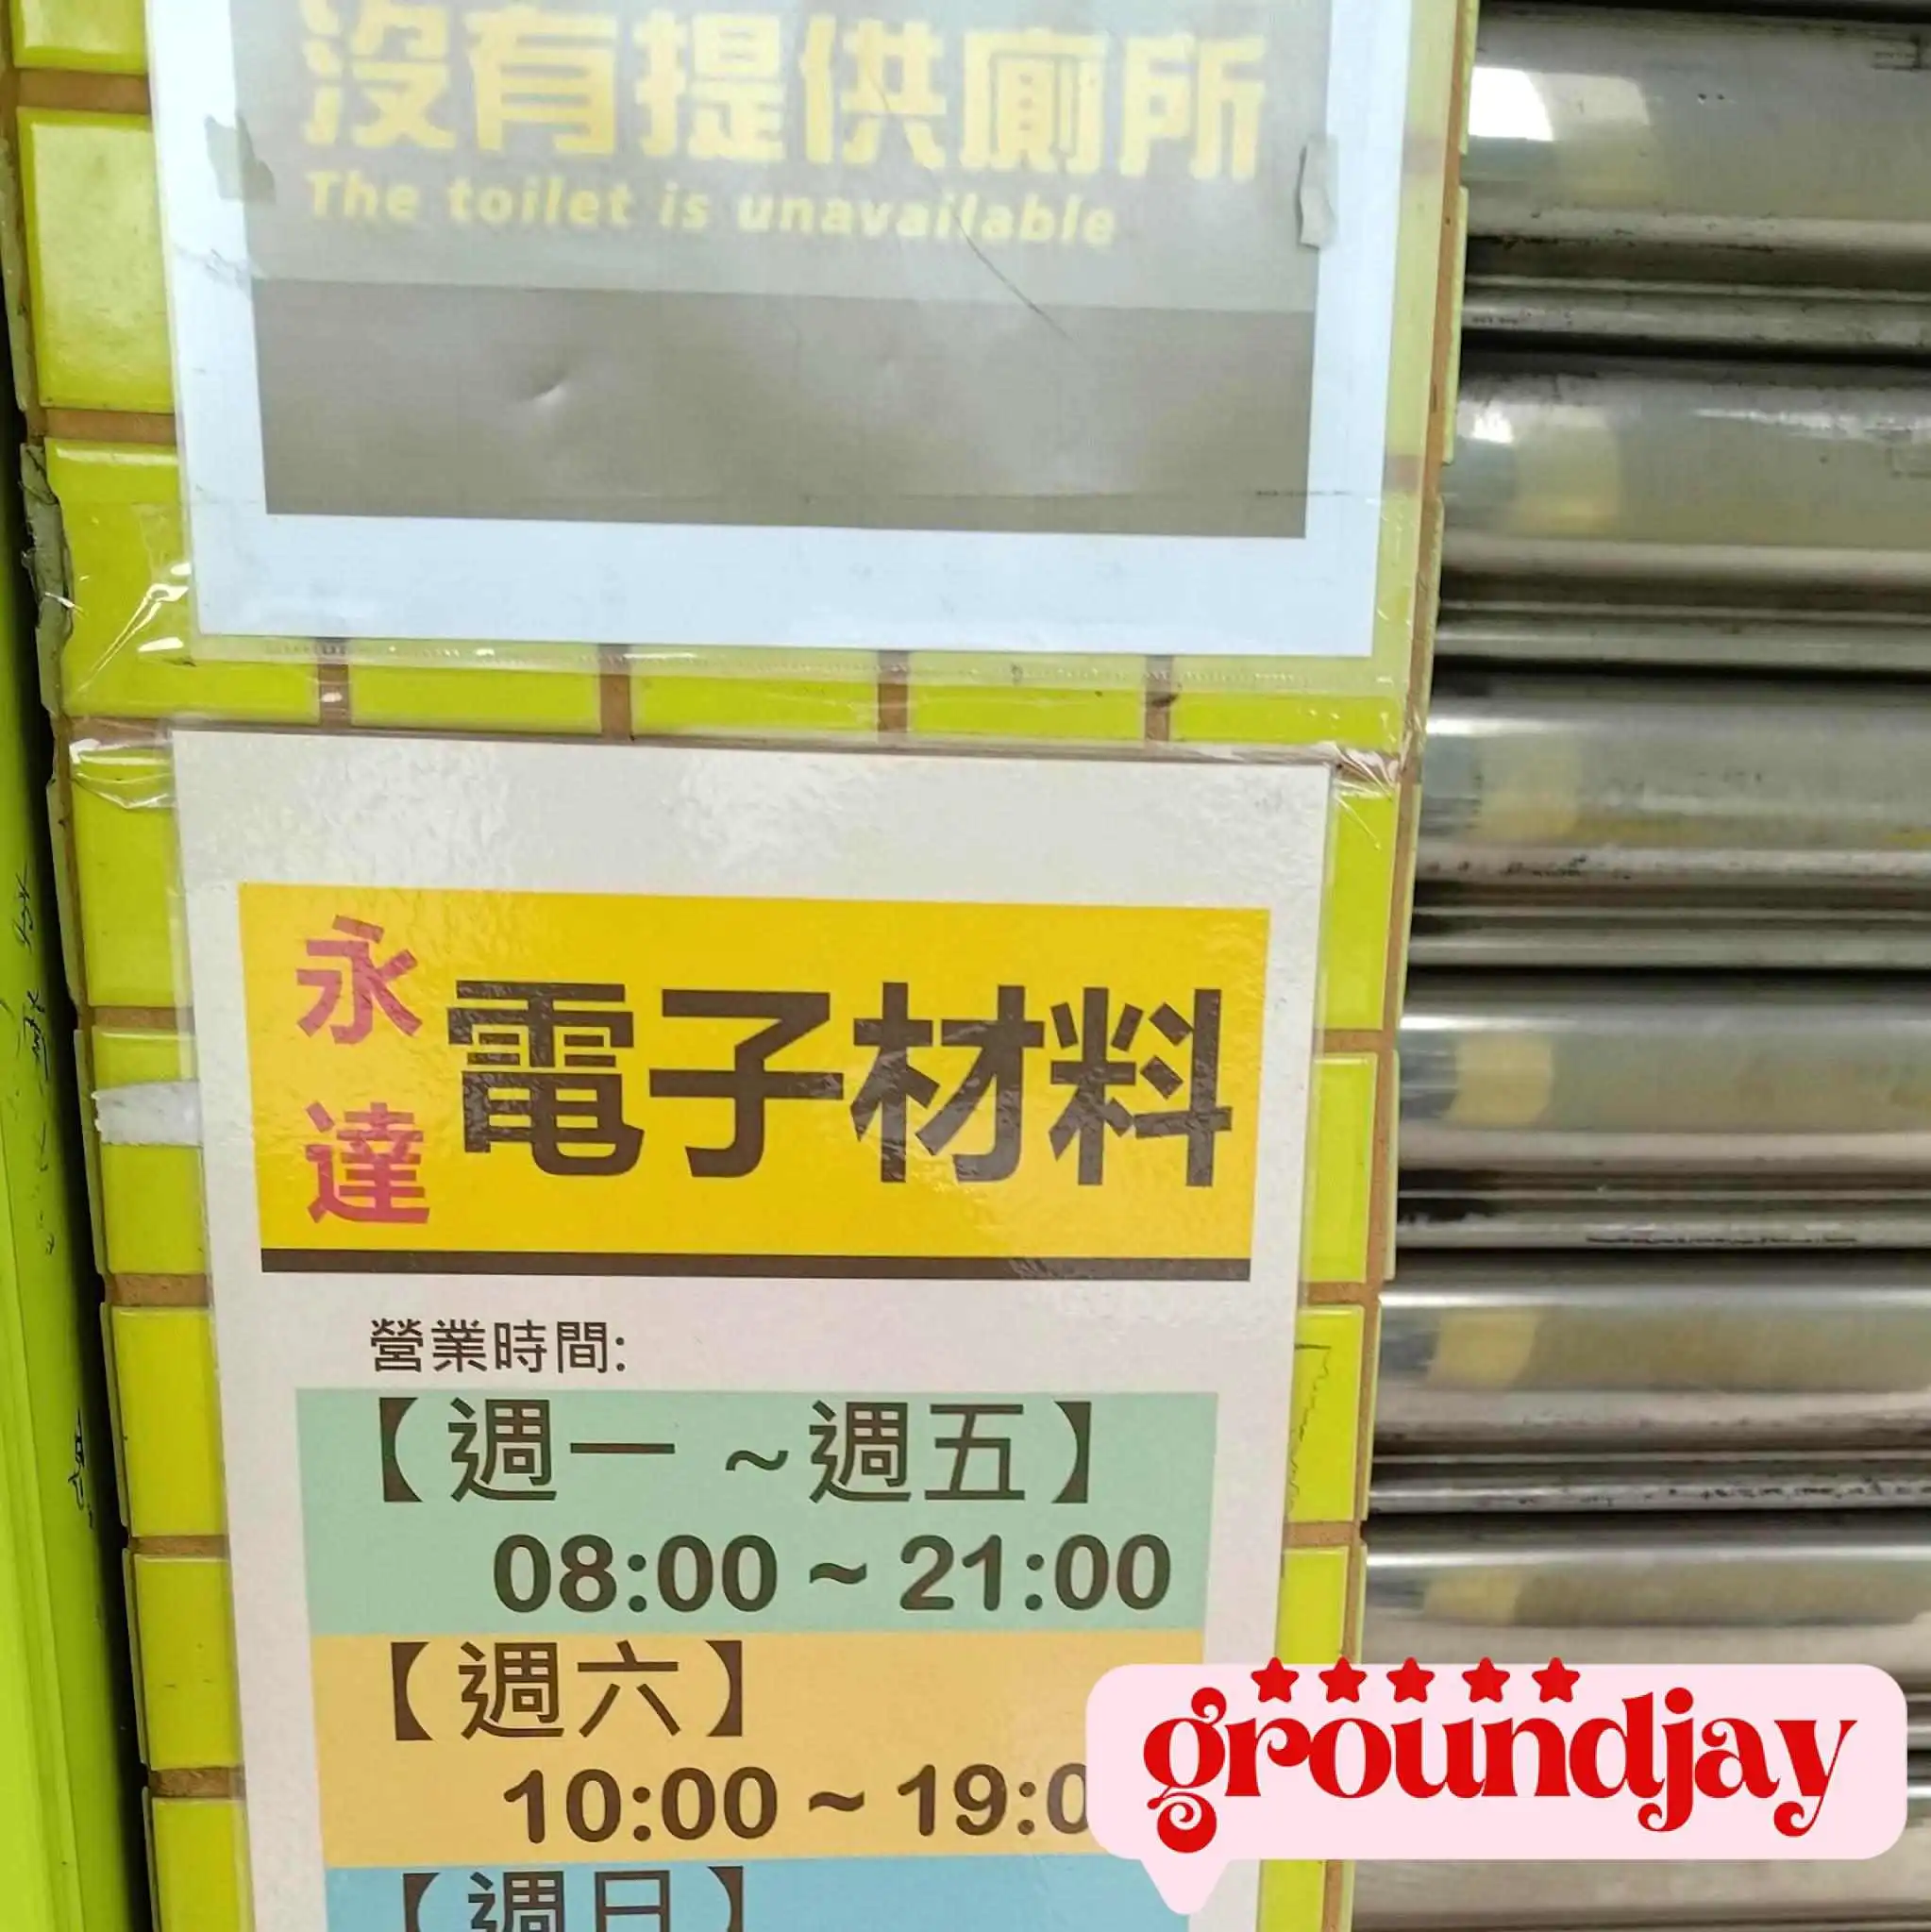 沒有提供廁所
The toilet is unavailable
永達
電子材料
營業時間:
【週一 ~週五】
08:00 ~ 21:00
【週六】
10:00 ~ 19:0
【週日】
groundjay